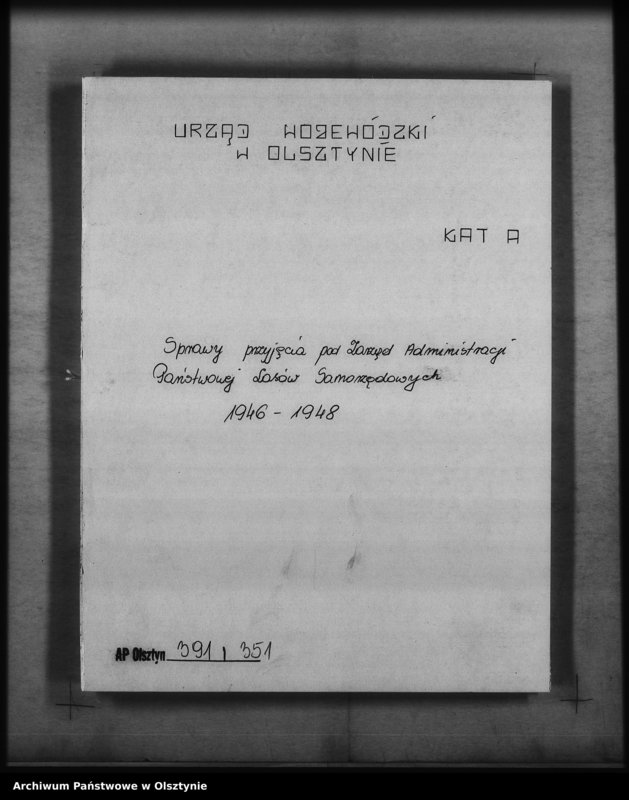 URZĄD WOJEWÓDZKI
W OLSZTYNIE
KAT A
Sprawy przyjęcia pod Zarząd Administracji
Państwowej Lasów Samorządowych
1946 - 1948
AP Olsztyn 391 / 351
Archiwum Państwowe w Olsztynie